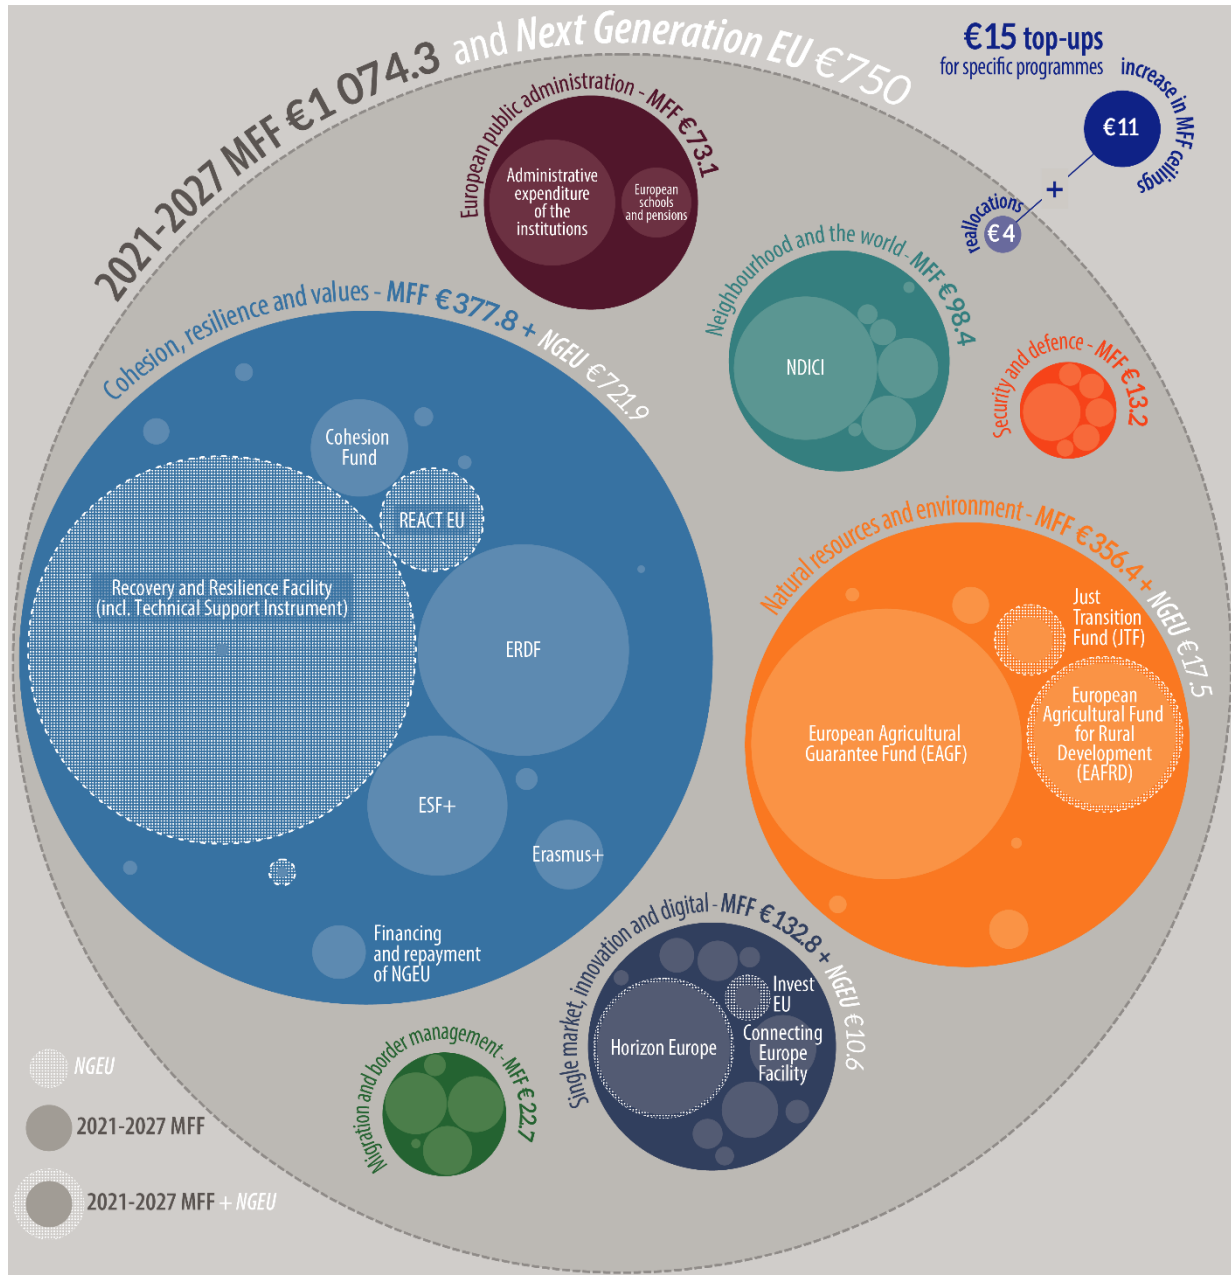 2021-2027 MFF €1 074.3 and Next Generation EU €750
€15 top-ups
for specific programmes
increase in MFF ceilings
€11
+
reallocations
€4
European public administration - MFF €73.1
Administrative
expenditure
of the
institutions
European
schools
and pensions
Neighbourhood and the world - MFF €98.4
NDICI
Security and defence - MFF €13.2
Cohesion, resilience and values - MFF €377.8 + NGEU €721.9
Cohesion
Fund
REACT EU
Recovery and Resilience Facility
(incl. Technical Support Instrument)
ERDF
ESF+
Erasmus+
Financing
and repayment
of NGEU
Natural resources and environment - MFF €356.4 + NGEU €17.5
Just
Transition
Fund (JTF)
European
Agricultural Fund
for Rural
Development
(EAFRD)
European Agricultural
Guarantee Fund (EAGF)
Single market, innovation and digital - MFF €132.8 + NGEU €10.6
Invest
EU
Horizon Europe
Connecting
Europe
Facility
Migration and border management - MFF €22.7
NGEU
2021-2027 MFF
2021-2027 MFF + NGEU